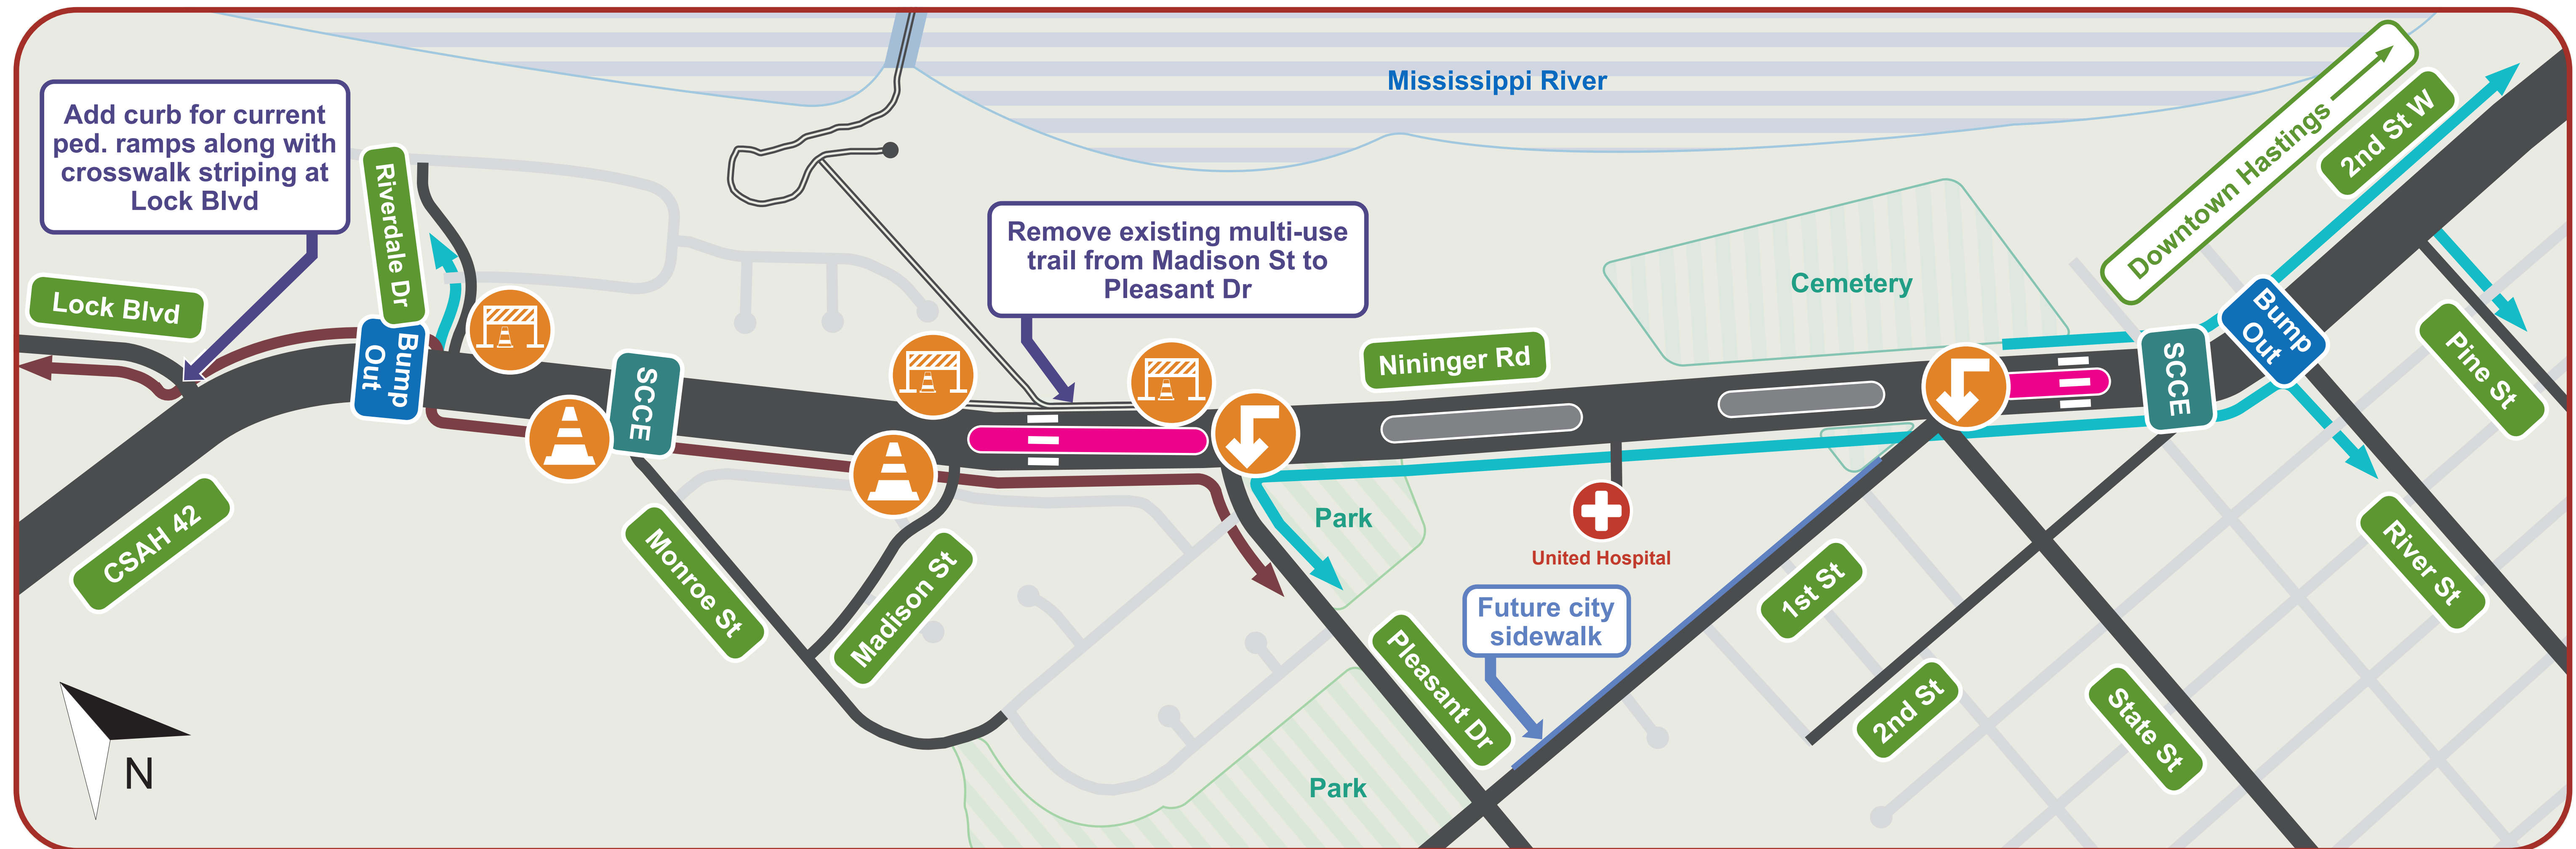 Mississippi River
Add curb for current
ped. ramps along with
crosswalk striping at
Lock Blvd
Riverdale Dr
Lock Blvd
Bump
Out
SCCE
CSAH 42
Monroe St
Madison St
Remove existing multi-use
trail from Madison St to
Pleasant Dr
Nininger Rd
Cemetery
Downtown Hastings
2nd St W
Bump
Out
SCCE
Pine St
River St
Park
United Hospital
Future city
sidewalk
1st St
2nd St
State St
Pleasant Dr
Park
N